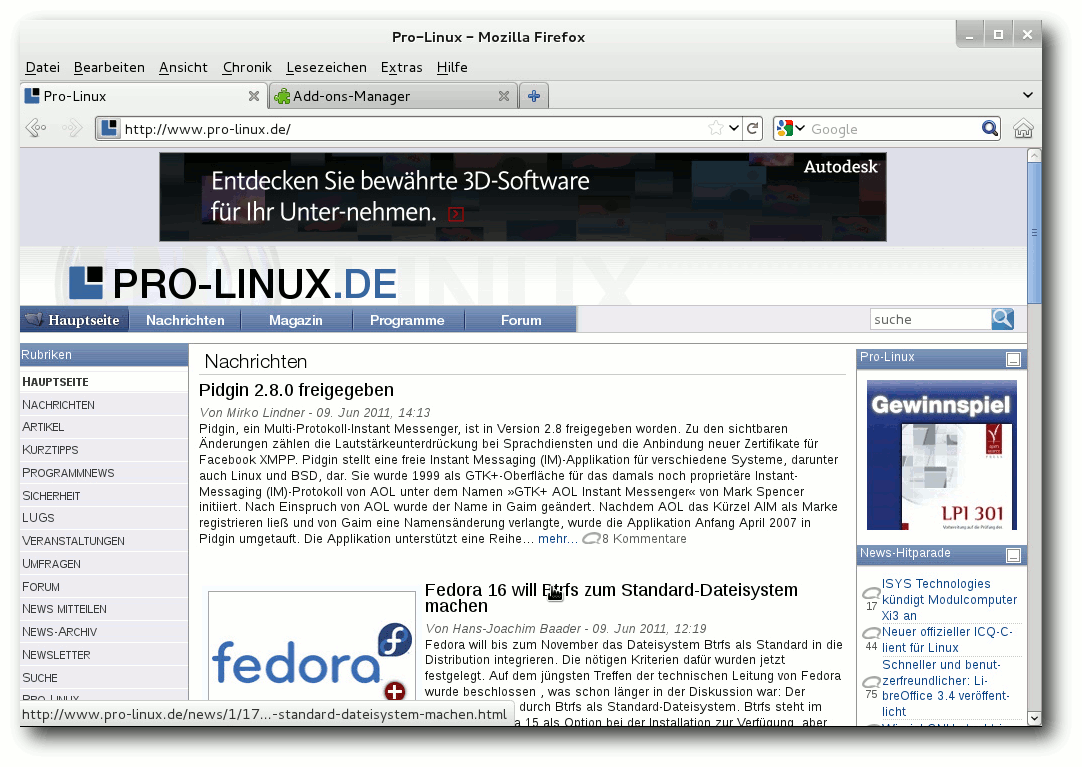 Pro-Linux - Mozilla Firefox
Datei Bearbeiten Ansicht Chronik Lesezeichen Extras Hilfe
Pro-Linux Add-ons-Manager
http://www.pro-linux.de/ Google
Autodesk
Entdecken Sie bewährte 3D-Software
für Ihr Unter-nehmen.
PRO-LINUX.DE
Hauptseite Nachrichten Magazin Programme Forum suche
Rubriken
HAUPTSEITE
NACHRICHTEN
ARTIKEL
KURZTIPPS
PROGRAMMNEWS
SICHERHEIT
LUGS
VERANSTALTUNGEN
UMFRAGEN
FORUM
NEWS MITTEILEN
NEWS-ARCHIV
NEWSLETTER
SUCHE
PRO-LINUX
Nachrichten
Pidgin 2.8.0 freigegeben
Von Mirko Lindner - 09. Jun 2011, 14:13
Pidgin, ein Multi-Protokoll-Instant Messenger, ist in Version 2.8 freigegeben worden. Zu den sichtbaren
Änderungen zählen die Lautstärkeunterdrückung bei Sprachdiensten und die Anbindung neuer Zertifikate für
Facebook XMPP. Pidgin stellt eine freie Instant Messaging (IM)-Applikation für verschiedene Systeme, darunter
auch Linux und BSD, dar. Sie wurde 1999 als GTK+-Oberfläche für das damals noch proprietäre Instant-
Messaging (IM)-Protokoll von AOL unter dem Namen »GTK+ AOL Instant Messenger« von Mark Spencer
initiiert. Nach Einspruch von AOL wurde der Name in Gaim geändert. Nachdem AOL das Kürzel AIM als Marke
registrieren ließ und von Gaim eine Namensänderung verlangte, wurde die Applikation Anfang April 2007 in
Pidgin umgetauft. Die Applikation unterstützt eine Reihe... mehr... 8 Kommentare
fedora
Fedora 16 will Btrfs zum Standard-Dateisystem
machen
Von Hans-Joachim Baader - 09. Jun 2011, 12:19
Fedora will bis zum November das Dateisystem Btrfs als Standard in die
Distribution integrieren. Die nötigen Kriterien dafür wurden jetzt
festgelegt. Auf dem jüngsten Treffen der technischen Leitung von Fedora
wurde beschlossen , was schon länger in der Diskussion war: Der
durch Btrfs als Standard-Dateisystem. Btrfs steht im
a 15 als Option bei der Installation zur Verfügung, aber
Pro-Linux
Gewinnspiel
open
press
LPI 301
Vorbereitung auf die Prüfung des
News-Hitparade
ISYS Technologies
kündigt Modulcomputer
Xi3 an
17
Neuer offizieller ICQ-C-
lient für Linux
44
Schneller und benut-
zerfreundlicher: Li-
breOffice 3.4 veröffent-
licht
75
http://www.pro-linux.de/news/1/17...-standard-dateisystem-machen.html